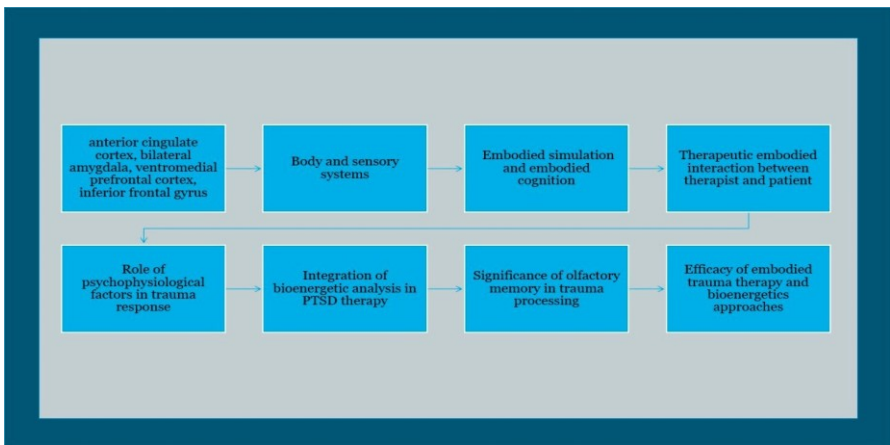 anterior cingulate
cortex, bilateral
amygdala, ventromedial
prefrontal cortex,
inferior frontal gyrus
Body and sensory
systems
Embodied simulation
and embodied
cognition
Therapeutic embodied
interaction between
therapist and patient
Role of
psychophysiological
factors in trauma
response
Integration of
bioenergetic analysis in
PTSD therapy
Significance of olfactory
memory in trauma
processing
Efficacy of embodied
trauma therapy and
bioenergetics
approaches